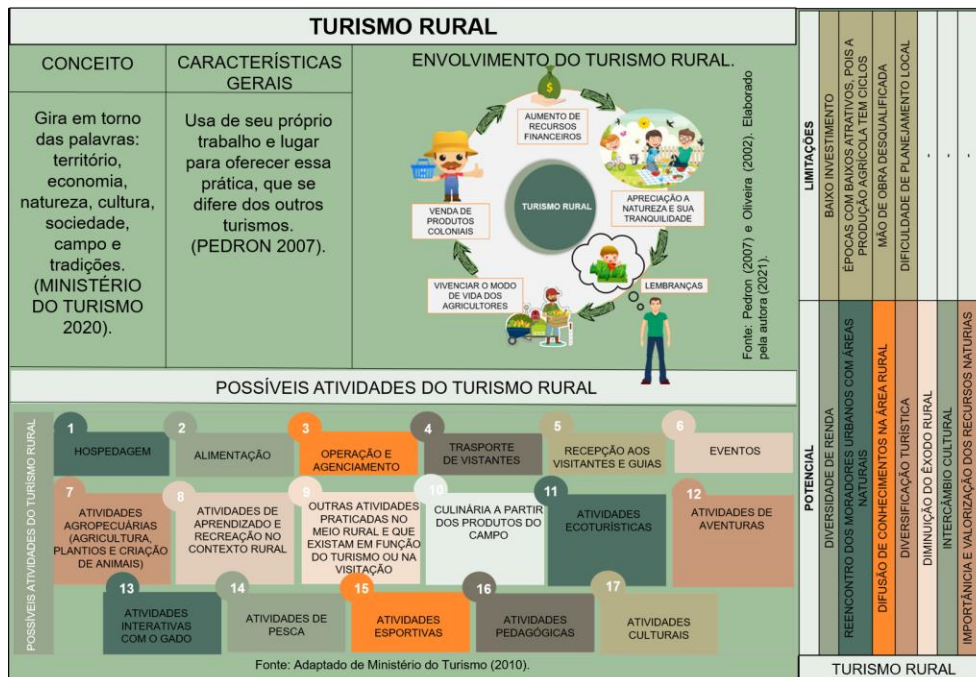 TURISMO RURAL
CONCEITO
Gira em torno
das palavras:
território,
economia,
natureza, cultura,
sociedade,
campo e
tradições.
(MINISTÉRIO
DO TURISMO
2020).
CARACTERÍSTICAS
GERAIS
Usa de seu próprio
trabalho e lugar
para oferecer essa
prática, que se
difere dos outros
turismos.
(PEDRON 2007).
ENVOLVIMENTO DO TURISMO RURAL.
AUMENTO DE
RECURSOS
FINANCEIROS
APRECIAÇÃO A
NATUREZA E SUA
TRANQUILIDADE
LEMBRANÇAS
VIVENCIAR O MODO
DE VIDA DOS
AGRICULTORES
VENDA DE
PRODUTOS
COLONIAIS
TURISMO RURAL
Fonte: Pedron (2007) e Oliveira (2002). Elaborado
pela autora (2021).
POSSÍVEIS ATIVIDADES DO TURISMO RURAL
POSSÍVEIS ATIVIDADES DO TURÍSMO RURAL
1
HOSPEDAGEM
2
ALIMENTAÇÃO
3
OPERAÇÃO E
AGENCIAMENTO
4
TRASPORTE
DE VISTANTES
5
RECEPÇÃO AOS
VISITANTES E GUIAS
6
EVENTOS
7
ATIVIDADES
AGROPECUÁRIAS
(AGRICULTURA,
PLANTIOS E CRIAÇÃO
DE ANIMAIS)
8
ATIVIDADES DE
APRENDIZADO E
RECREAÇÃO NO
CONTEXTO RURAL
9
OUTRAS ATIVIDADES
PRATICADAS NO
MEIO RURAL E QUE
EXISTAM EM FUNÇÃO
DO TURISMO OU NA
VISITAÇÃO
10
CULINÁRIA A PARTIR
DOS PRODUTOS DO
CAMPO
11
ATIVIDADES
ECOTURÍSTICAS
12
ATIVIDADES DE
AVENTURAS
13
ATIVIDADES
INTERATIVAS
COM O GADO
14
ATIVIDADES
DE PESCA
15
ATIVIDADES
ESPORTIVAS
16
ATIVIDADES
PEDAGÓGICAS
17
ATIVIDADES
CULTURAIS
Fonte: Adaptado de Ministério do Turismo (2010).
LIMITAÇÕES
BAIXO INVESTIMENTO
ÉPOCAS COM BAIXOS ATRATIVOS, POIS A
PRODUÇÃO AGRÍCOLA TEM CICLOS
MÃO DE OBRA DESQUALIFICADA
DIFICULDADE DE PLANEJAMENTO LOCAL
-
-
-
POTENCIAL
DIVERSIDADE DE RENDA
REENCONTRO DOS MORADORES URBANOS COM ÁREAS
NATURAIS
DIFUSÃO DE CONHECIMENTOS NA ÁREA RURAL
DIVERSIFICAÇÃO TURÍSTICA
DIMINUIÇÃO DO ÊXODO RURAL
INTERCÂMBIO CULTURAL
IMPORTÂNICIA E VALORIZAÇÃO DOS RECURSOS NATURIAS
TURISMO RURAL